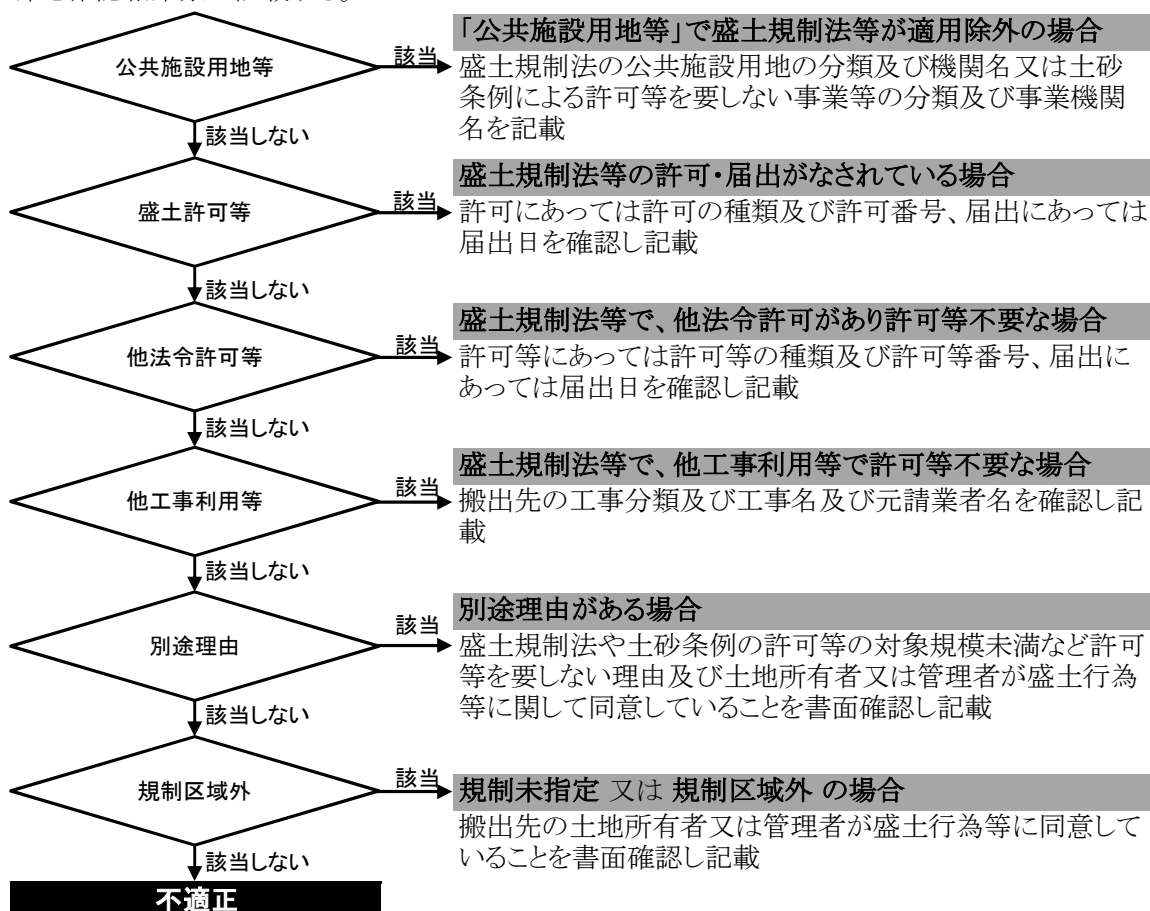 「公共施設用地等」で盛土規制法等が適用除外の場合
公共施設用地等
該当
盛土規制法の公共施設用地の分類及び機関名又は土砂
条例による許可等を要しない事業等の分類及び事業機関
名を記載
該当しない
盛土規制法等の許可・届出がなされている場合
盛土許可等
該当
許可にあっては許可の種類及び許可番号、届出にあっては
届出日を確認し記載
該当しない
盛土規制法等で、他法令許可があり許可等不要な場合
他法令許可等
該当
許可等にあっては許可等の種類及び許可等番号、届出に
あっては届出日を確認し記載
該当しない
盛土規制法等で、他工事利用等で許可等不要な場合
他工事利用等
該当
搬出先の工事分類及び工事名及び元請業者名を確認し記
載
該当しない
別途理由がある場合
別途理由
該当
盛土規制法や土砂条例の許可等の対象規模未満など許可
等を要しない理由及び土地所有者又は管理者が盛土行為
等に関して同意していることを書面確認し記載
該当しない
規制未指定 又は 規制区域外 の場合
規制区域外
該当
搬出先の土地所有者又は管理者が盛土行為等に同意して
いることを書面確認し記載
該当しない
不適正